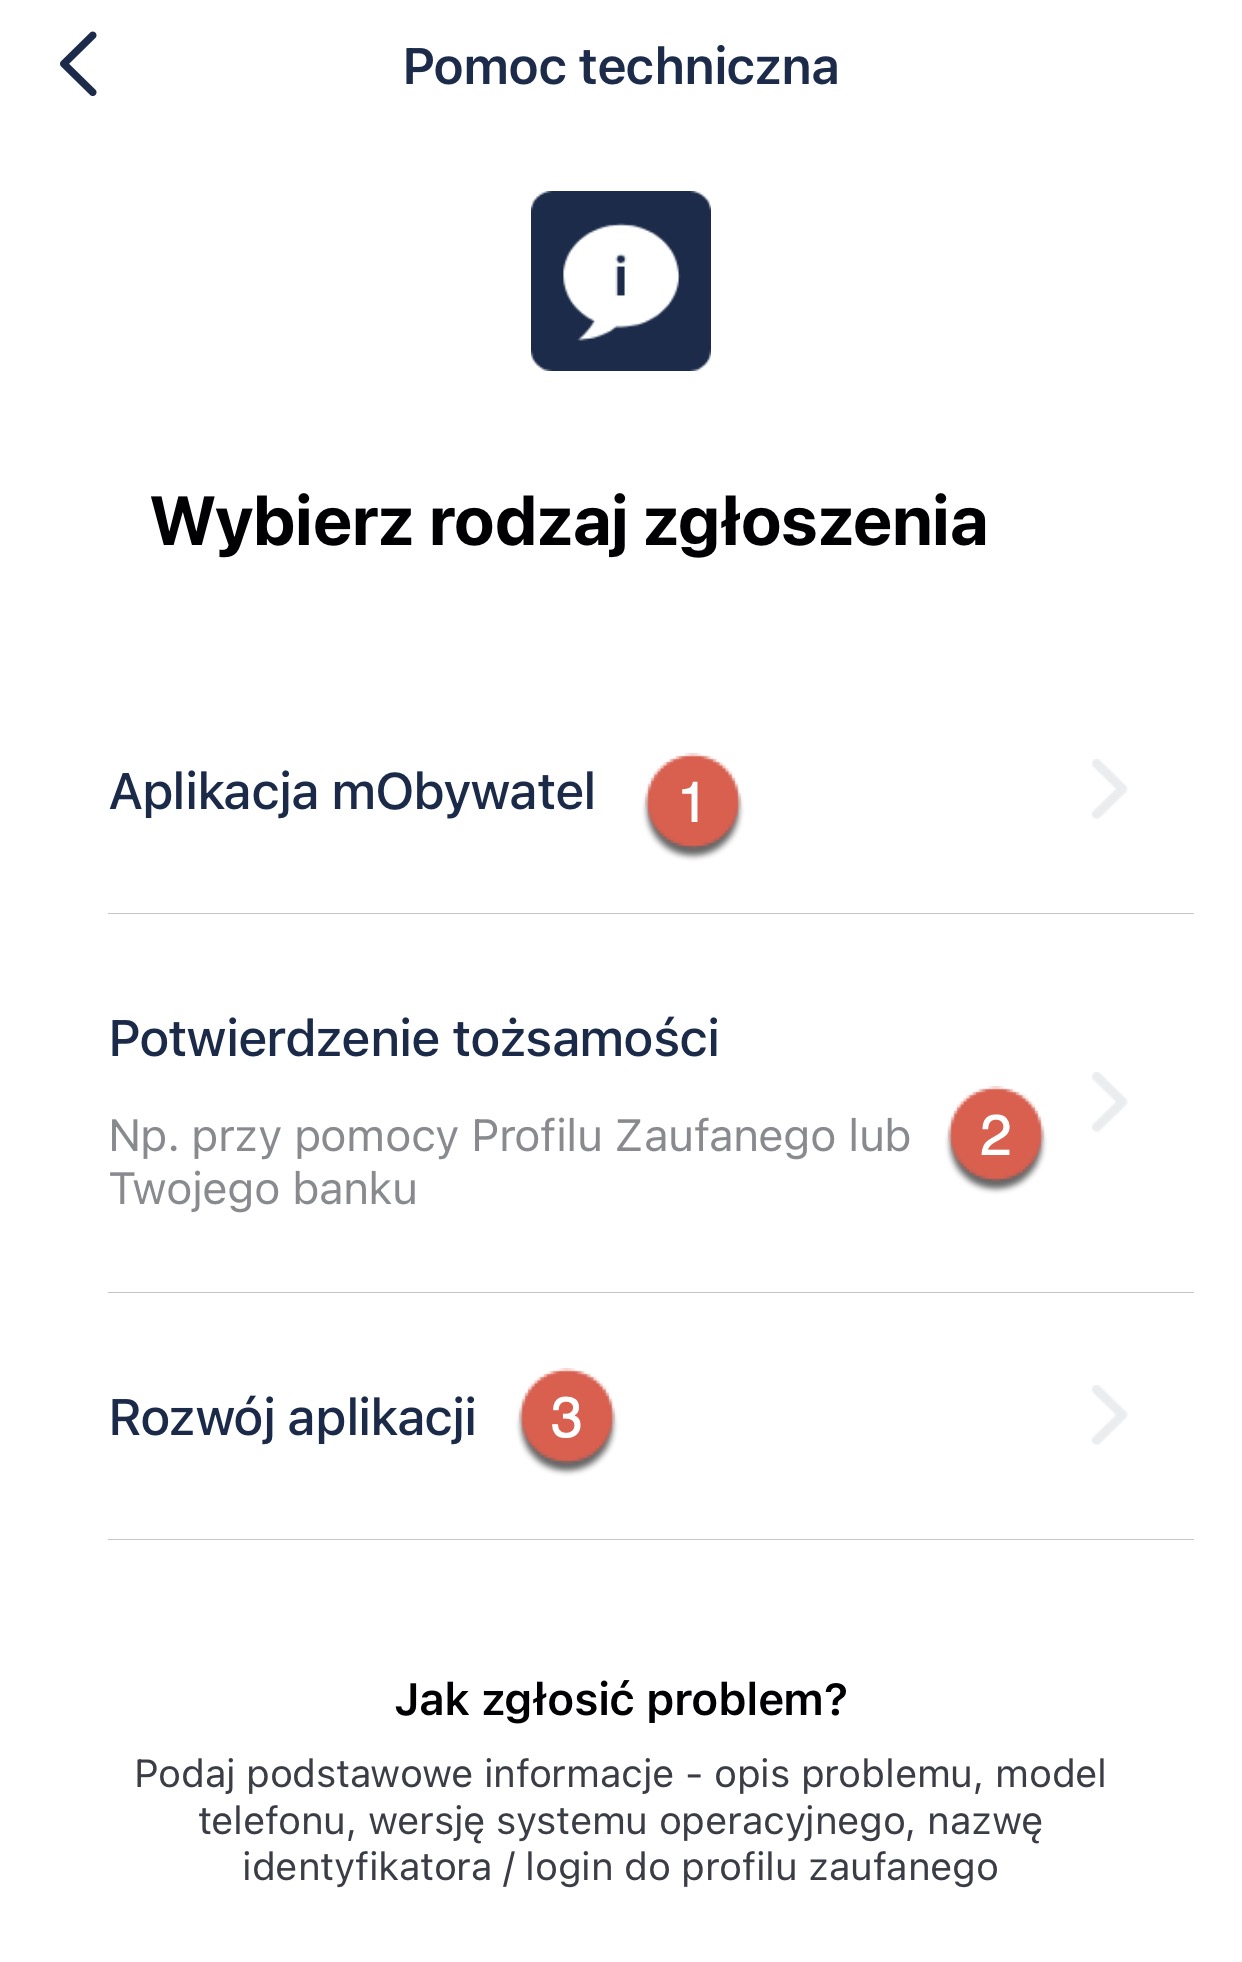 Pomoc techniczna
i
Wybierz rodzaj zgłoszenia
Aplikacja mObywatel
1
Potwierdzenie tożsamości
Np. przy pomocy Profilu Zaufanego lub
Twojego banku
2
Rozwój aplikacji
3
Jak zgłosić problem?
Podaj podstawowe informacje - opis problemu, model
telefonu, wersję systemu operacyjnego, nazwę
identyfikatora / login do profilu zaufanego